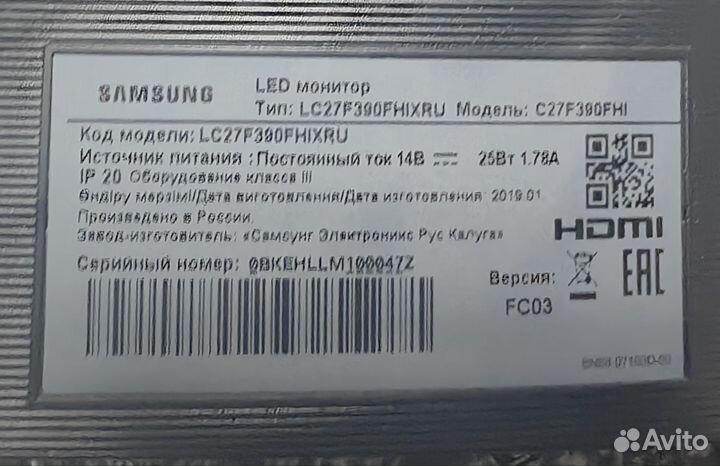 SAMSUNG
LED монитор
Тип: LC27F390FHIXRU Модель: C27F390FHI
Код модели: LC27F390FHIXRU
Источник питания : Постоянный ток 14В 25Вт 1.78А
IP 20 Оборудование класса III
Өндіру мерзімі/Дата виготовлення/Дата изготовления 2019.01
Произведено в России.
Завод-изготовитель: «Самсунг Электроникс Рус Калуга»
HDMI
Серийный номер: 0BKEHLLM100047Z
Версия:
FC03
EAC
Avito